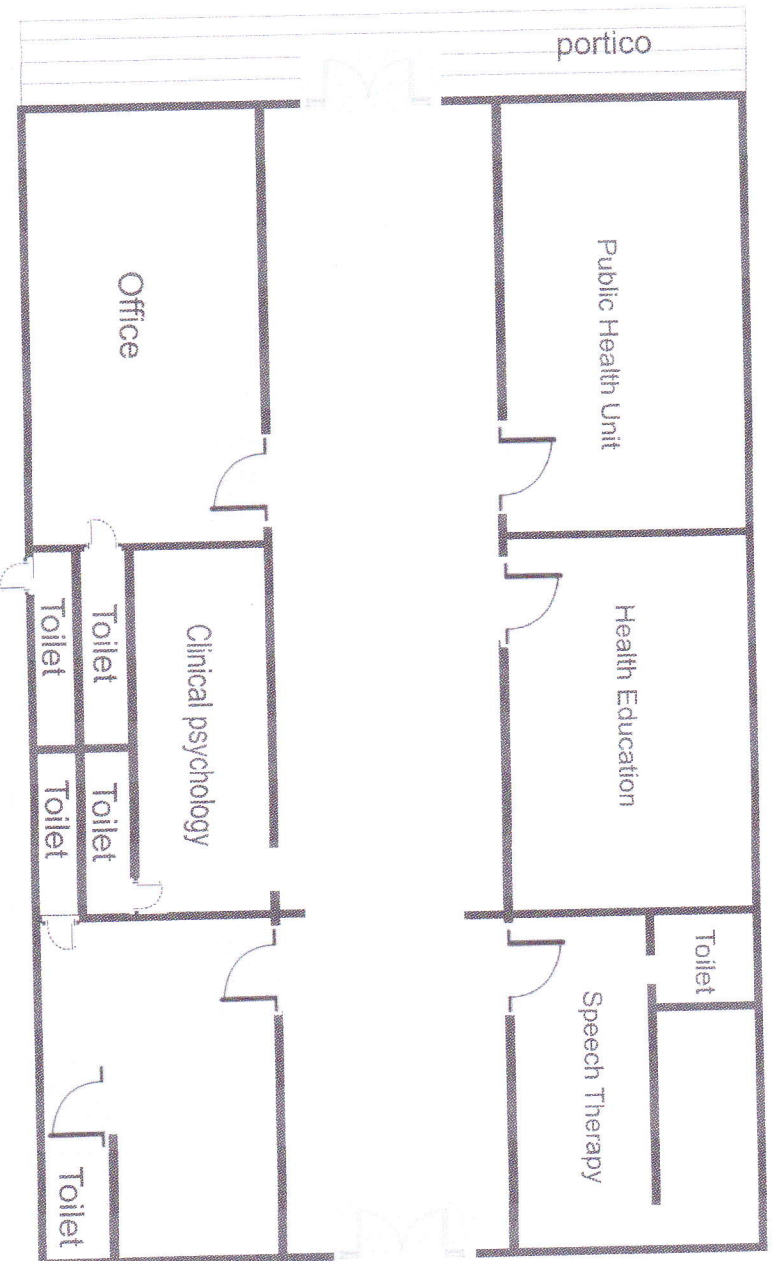 portico
Public Health Unit
Office
Health Education
Clinical psychology
Toilet
Toilet
Toilet
Toilet
Toilet
Speech Therapy
Toilet